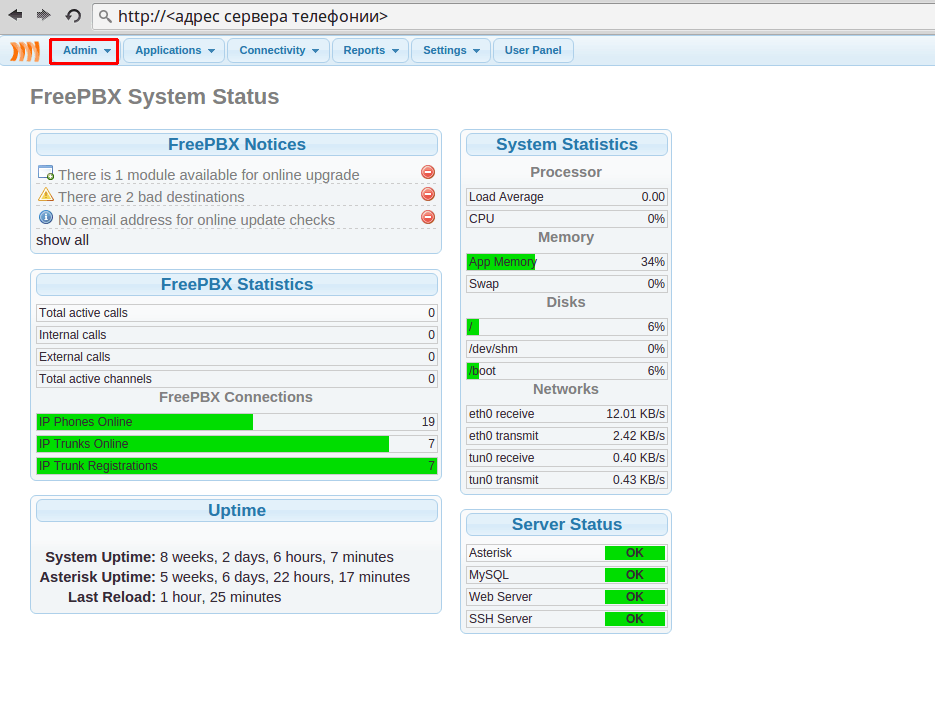 http://<адрес сервера телефонии>
Admin Applications Connectivity Reports Settings User Panel
FreePBX System Status
FreePBX Notices
There is 1 module available for online upgrade
There are 2 bad destinations
No email address for online update checks
show all
FreePBX Statistics
Total active calls 0
Internal calls 0
External calls 0
Total active channels 0
FreePBX Connections
IP Phones Online 19
IP Trunks Online 7
IP Trunk Registrations 7
Uptime
System Uptime: 8 weeks, 2 days, 6 hours, 7 minutes
Asterisk Uptime: 5 weeks, 6 days, 22 hours, 17 minutes
Last Reload: 1 hour, 25 minutes
System Statistics
Processor
Load Average 0.00
CPU 0%
Memory
App Memory 34%
Swap 0%
Disks
/ 6%
/dev/shm 0%
/boot 6%
Networks
eth0 receive 12.01 KB/s
eth0 transmit 2.42 KB/s
tun0 receive 0.40 KB/s
tun0 transmit 0.43 KB/s
Server Status
Asterisk OK
MySQL OK
Web Server OK
SSH Server OK